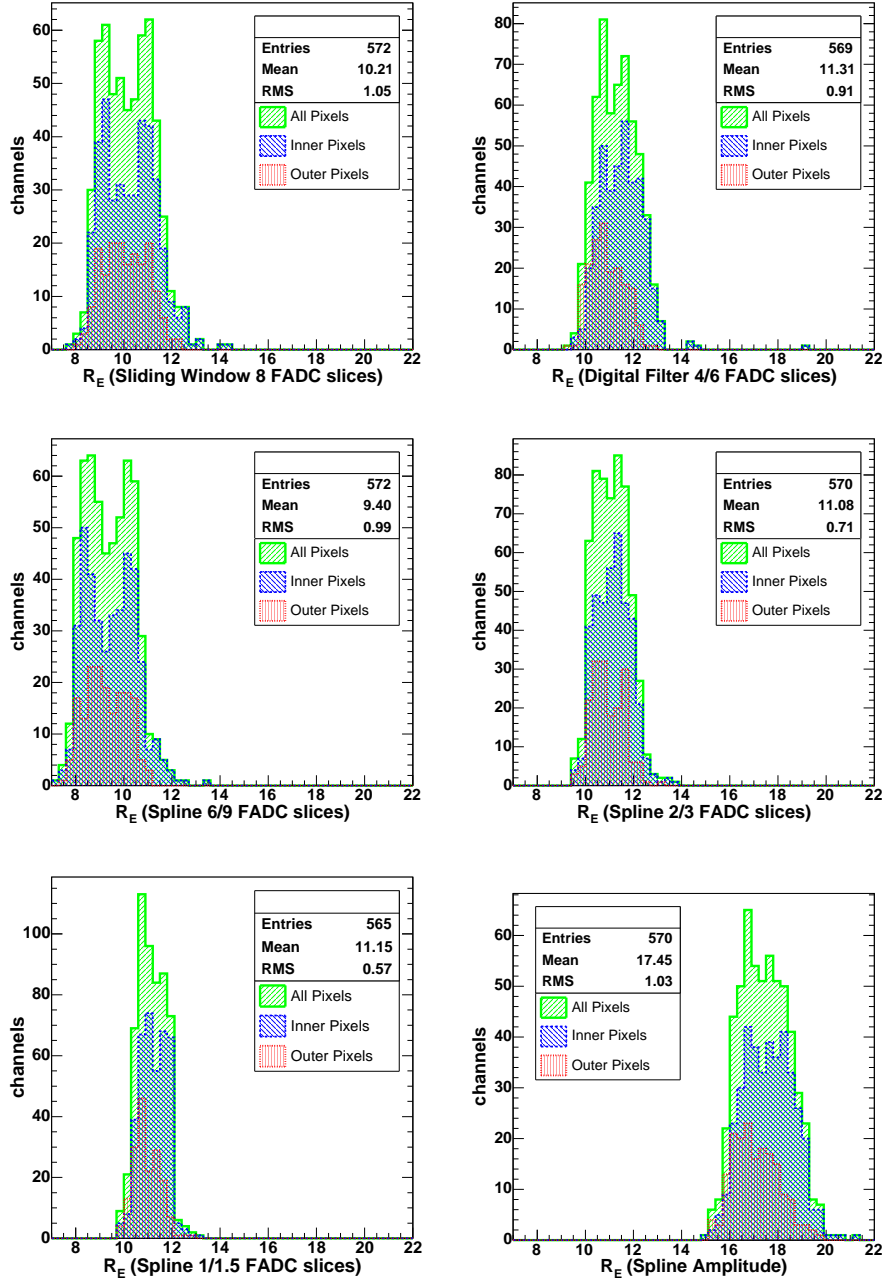 Entries 572
Mean 10.21
RMS 1.05
All Pixels
Inner Pixels
Outer Pixels
channels
0
10
20
30
40
50
60
8 10 12 14 16 18 20 22
R_E (Sliding Window 8 FADC slices)
Entries 569
Mean 11.31
RMS 0.91
All Pixels
Inner Pixels
Outer Pixels
channels
0
10
20
30
40
50
60
70
80
8 10 12 14 16 18 20 22
R_E (Digital Filter 4/6 FADC slices)
Entries 572
Mean 9.40
RMS 0.99
All Pixels
Inner Pixels
Outer Pixels
channels
0
10
20
30
40
50
60
8 10 12 14 16 18 20 22
R_E (Spline 6/9 FADC slices)
Entries 570
Mean 11.08
RMS 0.71
All Pixels
Inner Pixels
Outer Pixels
channels
0
10
20
30
40
50
60
70
80
8 10 12 14 16 18 20 22
R_E (Spline 2/3 FADC slices)
Entries 565
Mean 11.15
RMS 0.57
All Pixels
Inner Pixels
Outer Pixels
channels
0
20
40
60
80
100
8 10 12 14 16 18 20 22
R_E (Spline 1/1.5 FADC slices)
Entries 570
Mean 17.45
RMS 1.03
All Pixels
Inner Pixels
Outer Pixels
channels
0
10
20
30
40
50
60
8 10 12 14 16 18 20 22
R_E (Spline Amplitude)